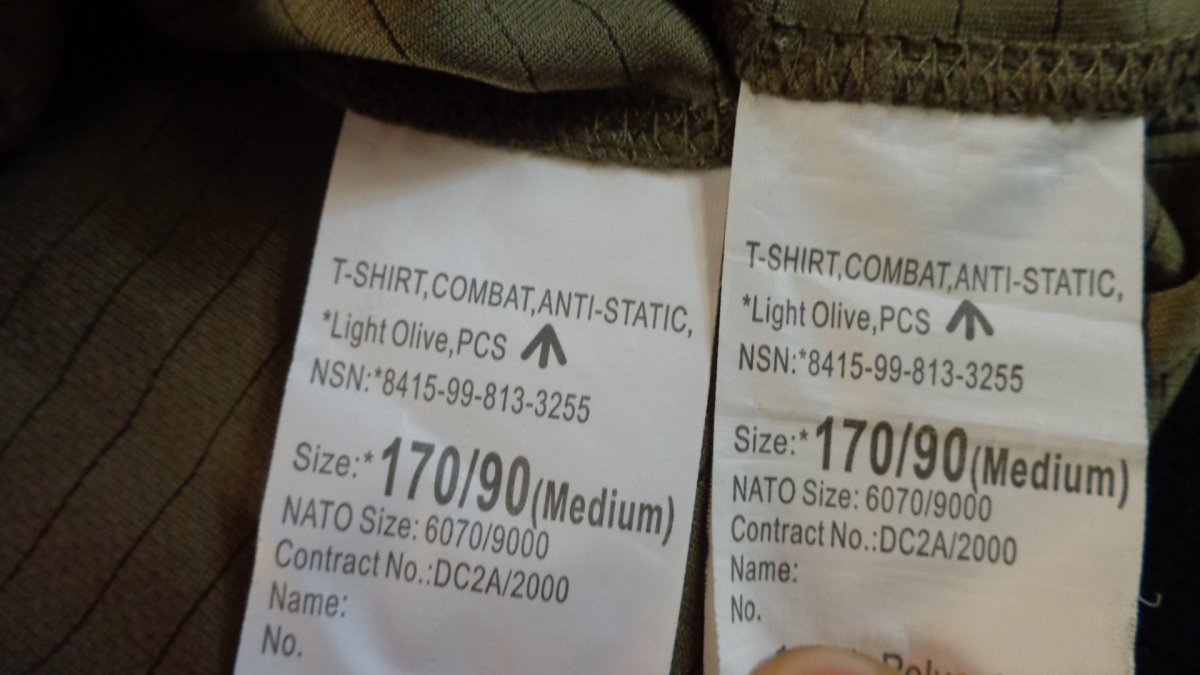 T-SHIRT,COMBAT,ANTI-STATIC,
*Light Olive,PCS
NSN:*8415-99-813-3255
Size:*170/90(Medium)
NATO Size: 6070/9000
Contract No.:DC2A/2000
Name:
No.
T-SHIRT,COMBAT,ANTI-STATIC,
*Light Olive,PCS
NSN:*8415-99-813-3255
Size:*170/90(Medium)
NATO Size: 6070/9000
Contract No.:DC2A/2000
Name:
No.